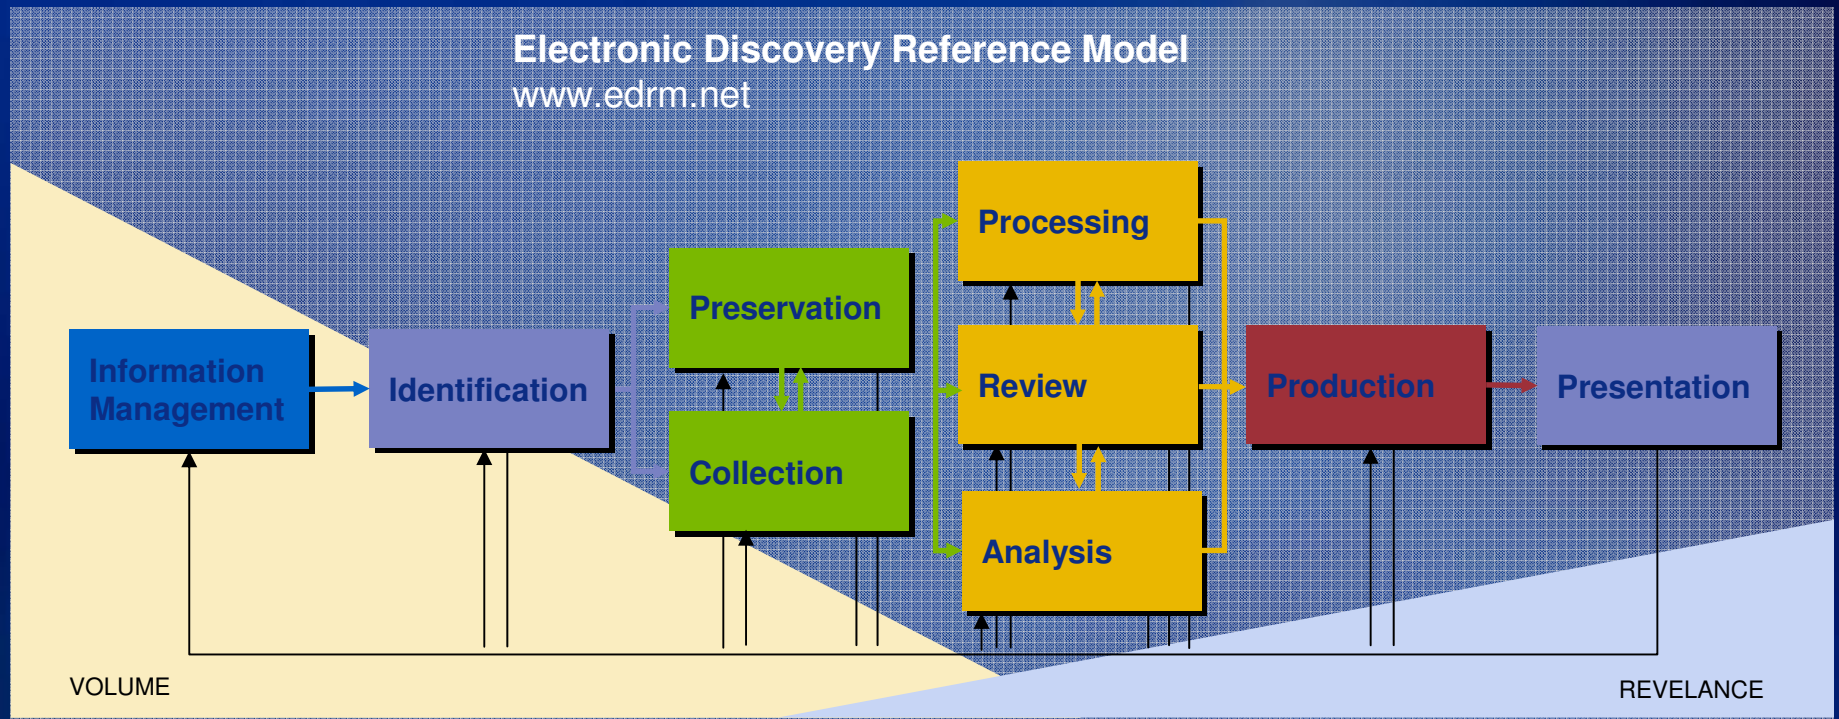 Electronic Discovery Reference Model
www.edrm.net
Processing
Preservation
Information
Management
Identification
Review
Production
Presentation
Collection
Analysis
VOLUME
REVELANCE